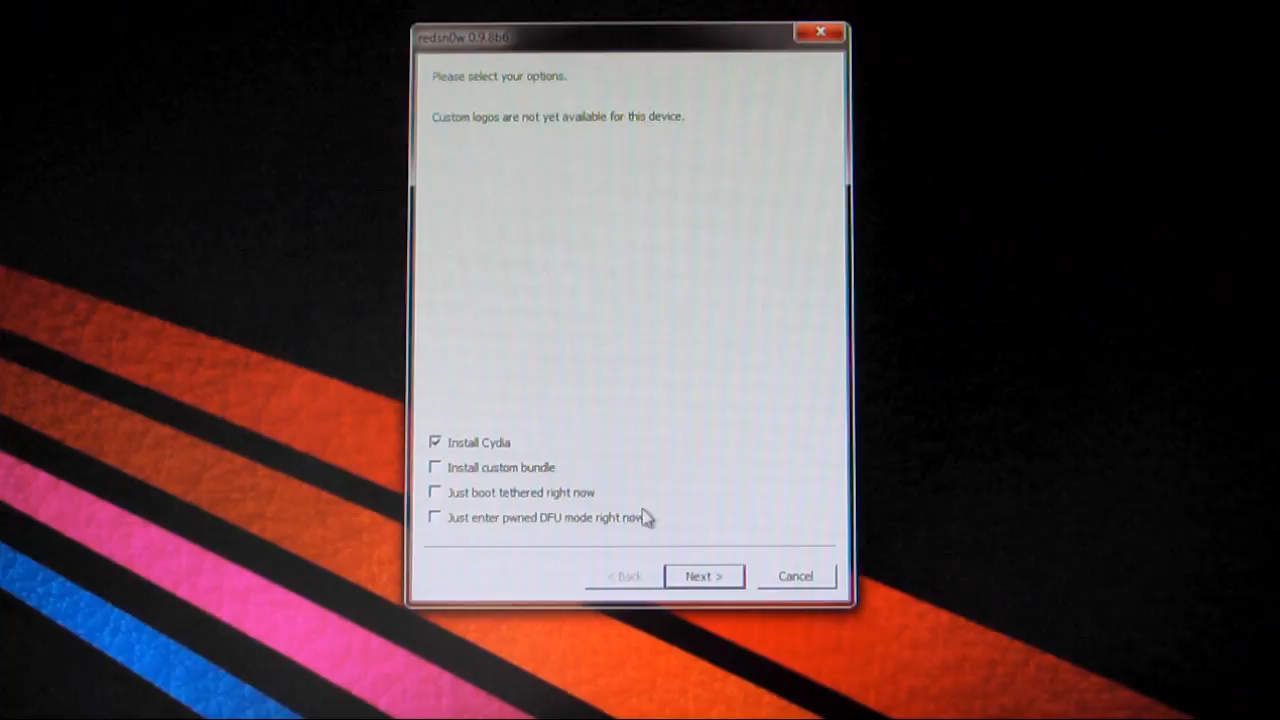 redsn0w 0.9.8b6
Please select your options.
Custom logos are not yet available for this device.
Install Cydia
Install custom bundle
Just boot tethered right now
Just enter pwned DFU mode right now
< Back
Next >
Cancel